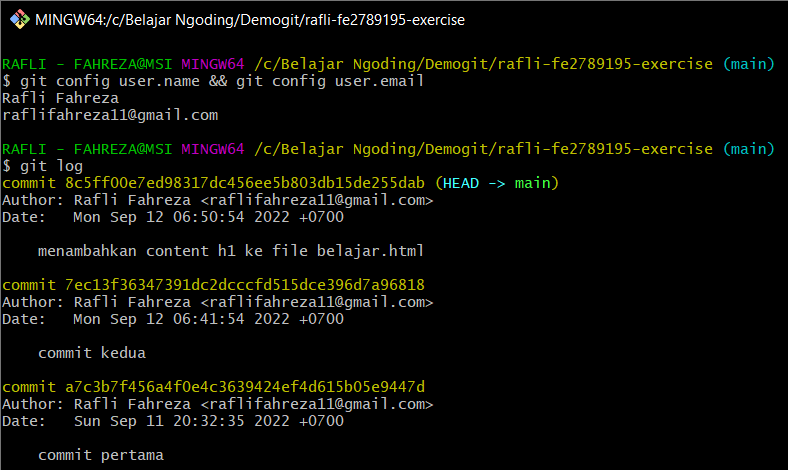 MINGW64:/c/Belajar Ngoding/Demogit/rafli-fe2789195-exercise
RAFLI - FAHREZA@MSI MINGW64 /c/Belajar Ngoding/Demogit/rafli-fe2789195-exercise (main)
$ git config user.name && git config user.email
Rafli Fahreza
raflifahreza11@gmail.com
RAFLI - FAHREZA@MSI MINGW64 /c/Belajar Ngoding/Demogit/rafli-fe2789195-exercise (main)
$ git log
commit 8c5ff00e7ed98317dc456ee5b803db15de255dab (HEAD -> main)
Author: Rafli Fahreza <raflifahreza11@gmail.com>
Date:   Mon Sep 12 06:50:54 2022 +0700
    menambahkan content h1 ke file belajar.html
commit 7ec13f36347391dc2dcccfd515dce396d7a96818
Author: Rafli Fahreza <raflifahreza11@gmail.com>
Date:   Mon Sep 12 06:41:54 2022 +0700
    commit kedua
commit a7c3b7f456a4f0e4c3639424ef4d615b05e9447d
Author: Rafli Fahreza <raflifahreza11@gmail.com>
Date:   Sun Sep 11 20:32:35 2022 +0700
    commit pertama